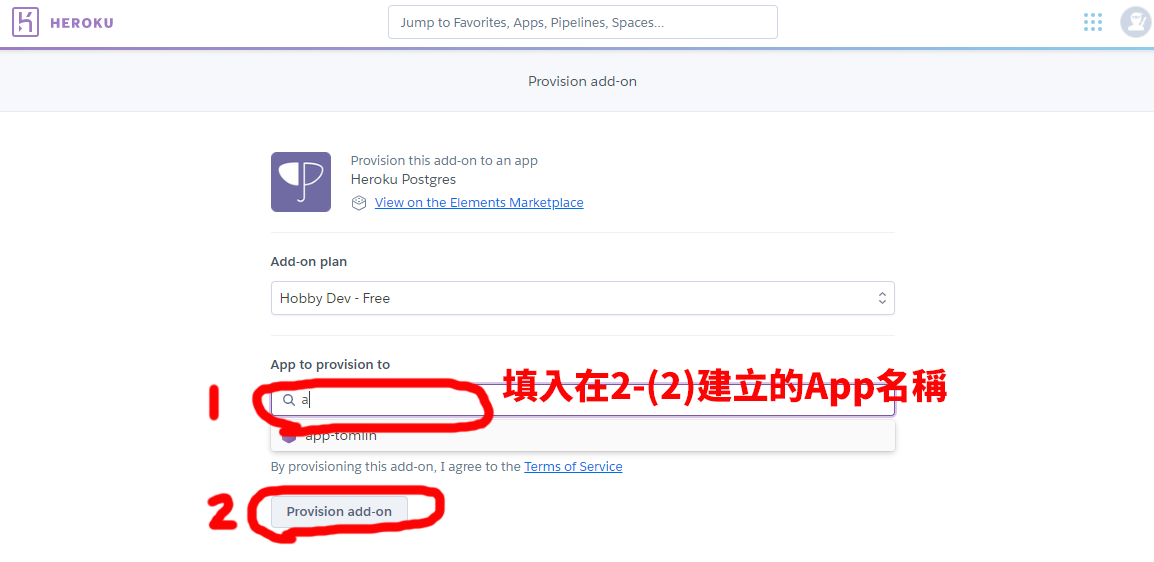 HEROKU
Jump to Favorites, Apps, Pipelines, Spaces...
Provision add-on
Provision this add-on to an app
Heroku Postgres
View on the Elements Marketplace
Add-on plan
Hobby Dev - Free
App to provision to
1
a
填入在2-(2)建立的App名稱
app-tomlin
By provisioning this add-on, I agree to the Terms of Service
2
Provision add-on